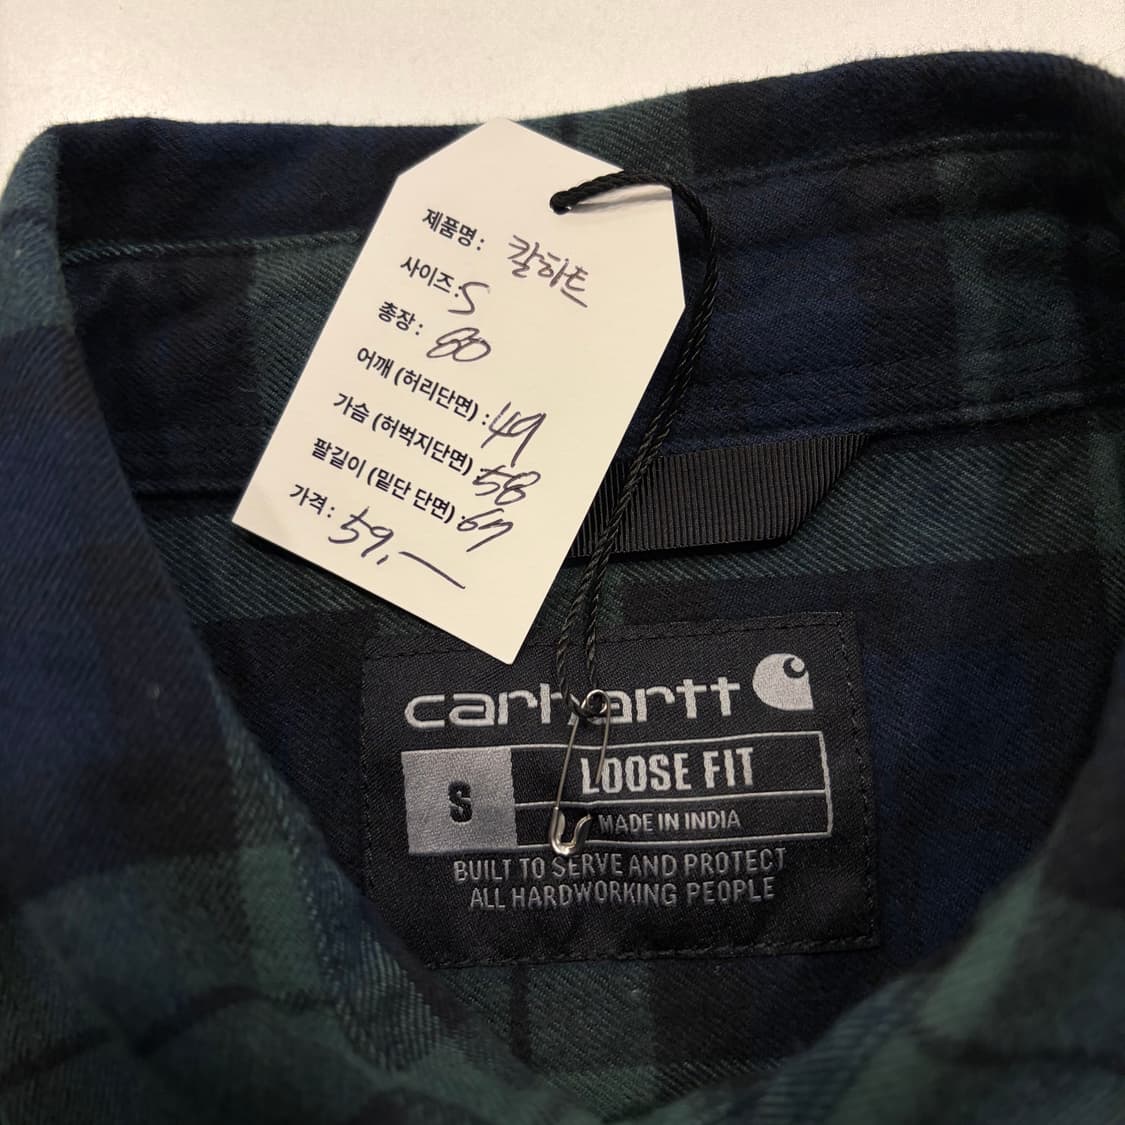 제품명: 칼하트
사이즈: S
총장: 80
어깨 (허리단면) : 49
가슴 (허벅지단면) : 58
팔길이 (밑단 단면) : 67
가격: 59,-
carhartt
S
LOOSE FIT
MADE IN INDIA
BUILT TO SERVE AND PROTECT
ALL HARDWORKING PEOPLE